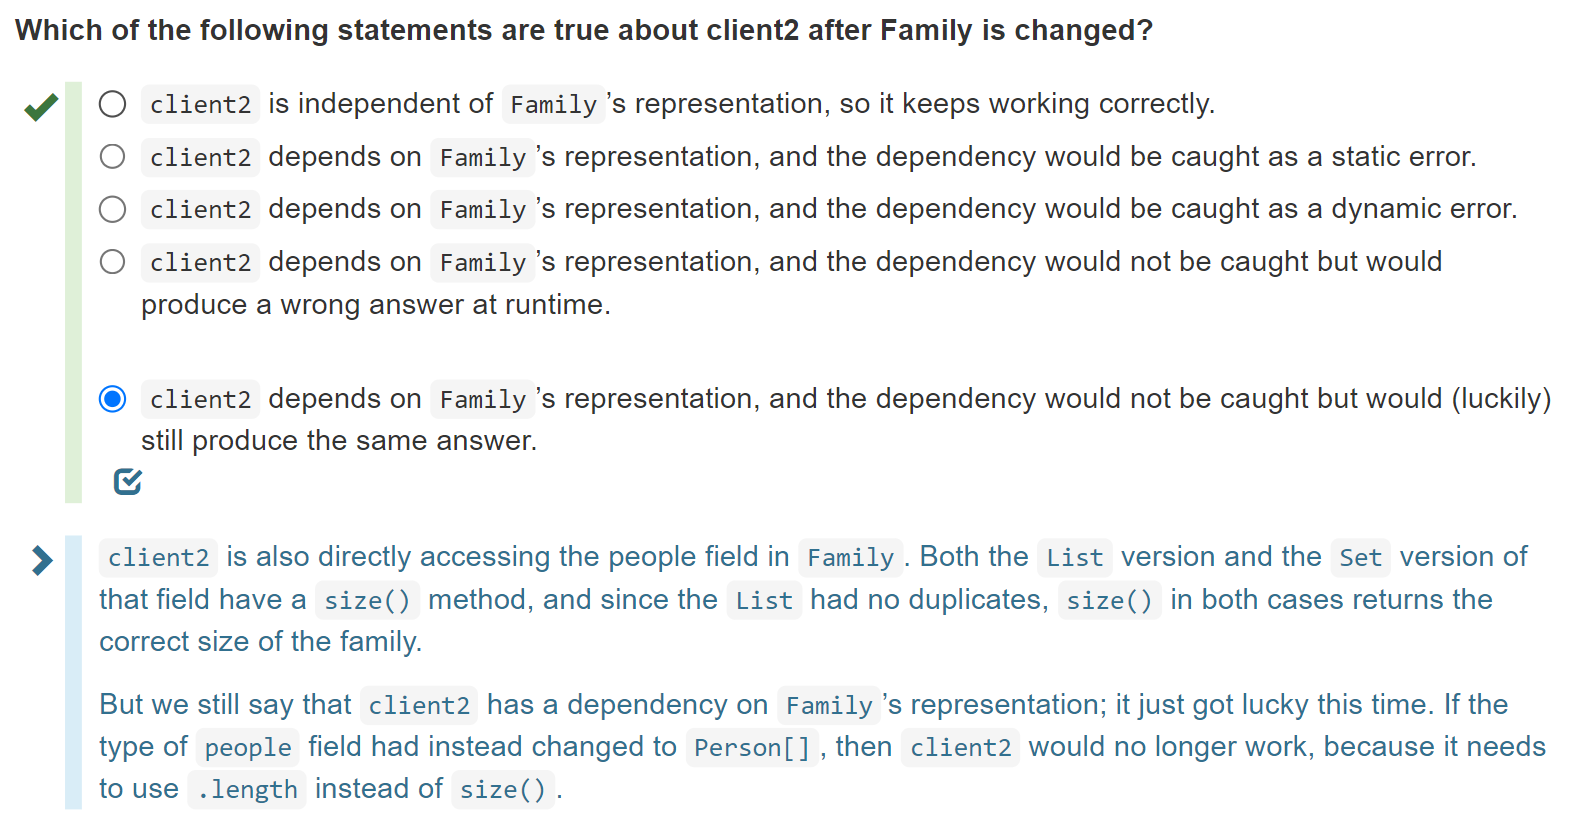 Which of the following statements are true about client2 after Family is changed?
client2 is independent of Family’s representation, so it keeps working correctly.
client2 depends on Family’s representation, and the dependency would be caught as a static error.
client2 depends on Family’s representation, and the dependency would be caught as a dynamic error.
client2 depends on Family’s representation, and the dependency would not be caught but would
produce a wrong answer at runtime.
client2 depends on Family’s representation, and the dependency would not be caught but would (luckily)
still produce the same answer.
client2 is also directly accessing the people field in Family. Both the List version and the Set version of
that field have a size() method, and since the List had no duplicates, size() in both cases returns the
correct size of the family.
But we still say that client2 has a dependency on Family’s representation; it just got lucky this time. If the
type of people field had instead changed to Person[], then client2 would no longer work, because it needs
to use .length instead of size().